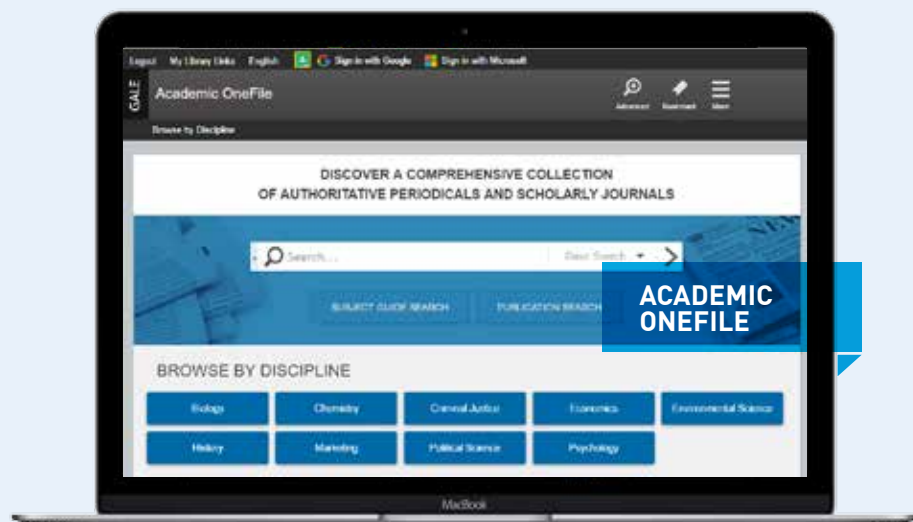 Logout My Library Links English Sign in with Google Sign in with Microsoft
GALE
Academic OneFile
Advanced Bookmark More
Browse by Discipline
DISCOVER A COMPREHENSIVE COLLECTION
OF AUTHORITATIVE PERIODICALS AND SCHOLARLY JOURNALS
Search...
Basic Search
SUBJECT GUIDE SEARCH PUBLICATION SEARCH
ACADEMIC
ONEFILE
BROWSE BY DISCIPLINE
Biology Chemistry Criminal Justice Economics Environmental Science
History Marketing Political Science Psychology
MacBook